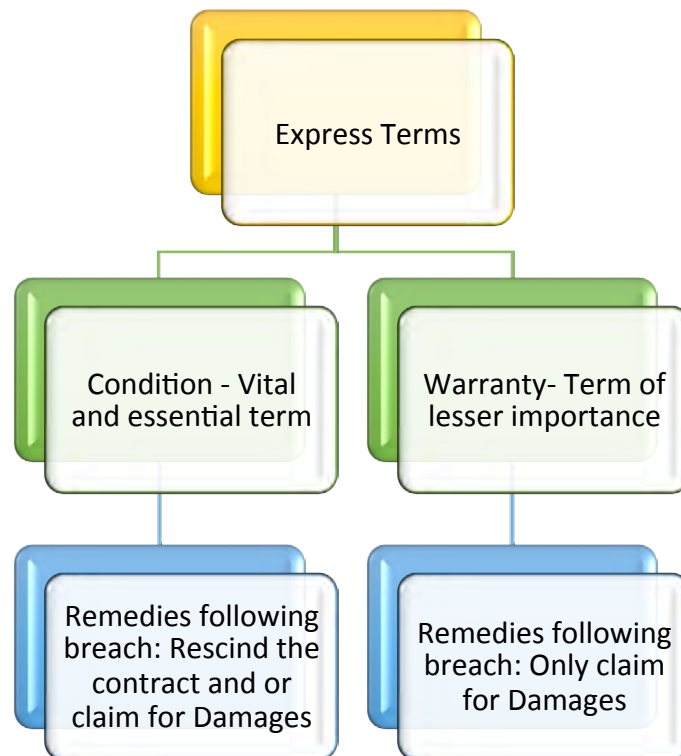 Express Terms
Condition - Vital
and essential term
Warranty- Term of
lesser importance
Remedies following
breach: Rescind the
contract and or
claim for Damages
Remedies following
breach: Only claim
for Damages